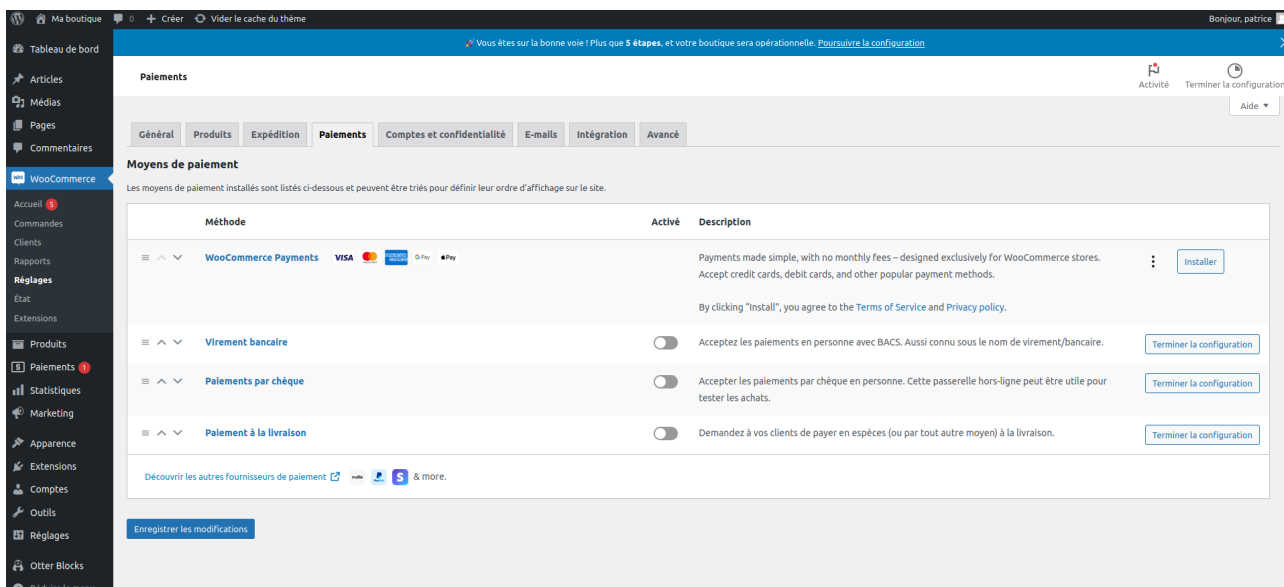 Ma boutique 0 Créer Vider le cache du thème Bonjour, patrice
Tableau de bord
Articles
Médias
Pages
Commentaires
WooCommerce
Accueil 5
Commandes
Clients
Rapports
Réglages
État
Extensions
Produits
Paiements 1
Statistiques
Marketing
Apparence
Extensions
Comptes
Outils
Réglages
Otter Blocks
Vous êtes sur la bonne voie ! Plus que 5 étapes, et votre boutique sera opérationnelle. Poursuivre la configuration
Paiements
Activité Terminer la configuration
Aide
Général Produits Expédition Paiements Comptes et confidentialité E-mails Intégration Avancé
Moyens de paiement
Les moyens de paiement installés sont listés ci-dessous et peuvent être triés pour définir leur ordre d'affichage sur le site.
Méthode Activé Description
WooCommerce Payments VISA G Pay Pay Payments made simple, with no monthly fees – designed exclusively for WooCommerce stores. Installer
Accept credit cards, debit cards, and other popular payment methods.
By clicking "Install", you agree to the Terms of Service and Privacy policy.
Virement bancaire Acceptez les paiements en personne avec BACS. Aussi connu sous le nom de virement/bancaire. Terminer la configuration
Paiements par chèque Accepter les paiements par chèque en personne. Cette passerelle hors-ligne peut être utile pour Terminer la configuration
tester les achats.
Paiement à la livraison Demandez à vos clients de payer en espèces (ou par tout autre moyen) à la livraison. Terminer la configuration
Découvrir les autres fournisseurs de paiement mollie PayPal S & more.
Enregistrer les modifications